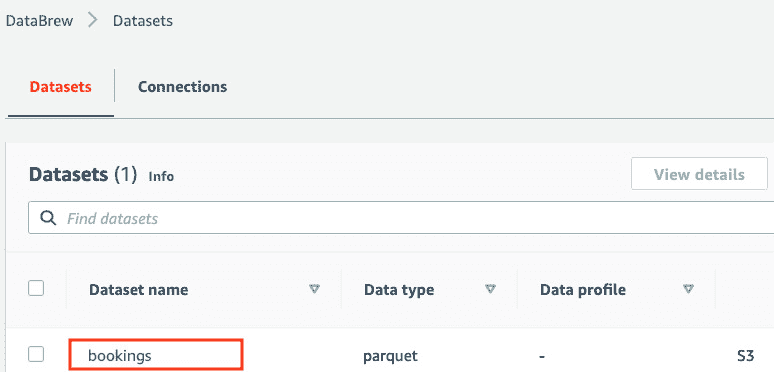 DataBrew > Datasets
Datasets Connections
Datasets (1) Info View details
Find datasets
Dataset name Data type Data profile
bookings parquet - S3